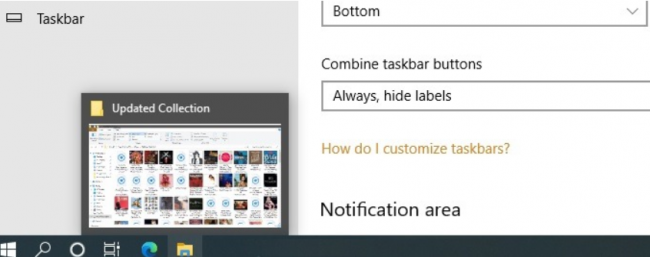 Taskbar
Bottom
Combine taskbar buttons
Always, hide labels
How do I customize taskbars?
Notification area
Updated Collection